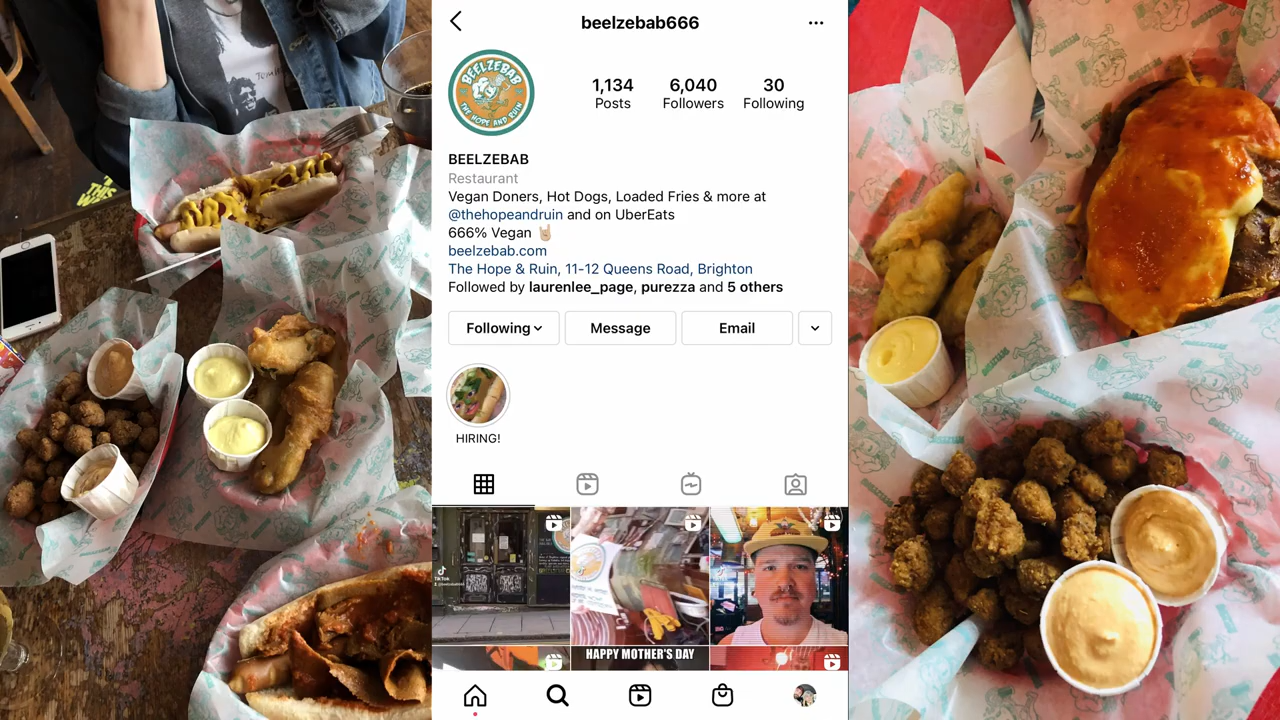 beelzebab666
BEELZEBAB
THE HOPE AND RUIN
1,134
Posts
6,040
Followers
30
Following
BEELZEBAB
Restaurant
Vegan Doners, Hot Dogs, Loaded Fries & more at
@thehopeandruin and on UberEats
666% Vegan 🤘🏼
beelzebab.com
The Hope & Ruin, 11-12 Queens Road, Brighton
Followed by laurenlee_page, purezza and 5 others
Following
Message
Email
HIRING!
TikTok
HAPPY MOTHER'S DAY